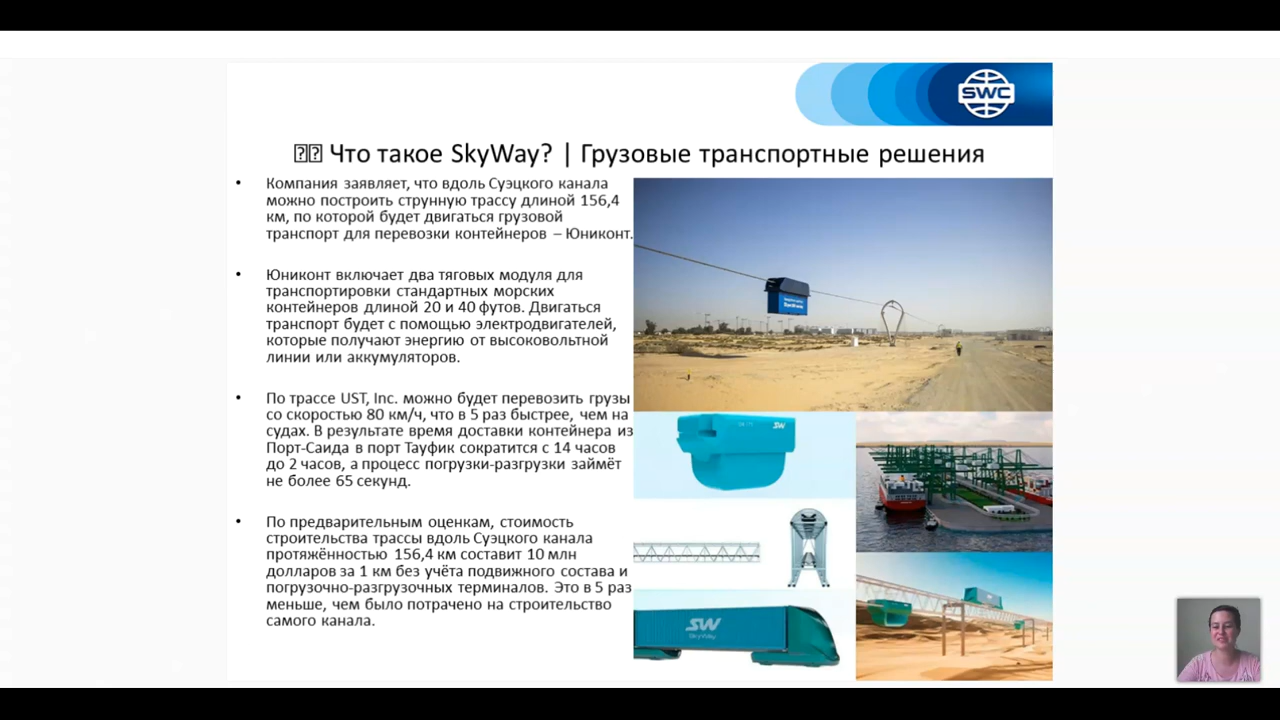 SWC
Что такое SkyWay? | Грузовые транспортные решения
• Компания заявляет, что вдоль Суэцкого канала
можно построить струнную трассу длиной 156,4
км, по которой будет двигаться грузовой
транспорт для перевозки контейнеров – Юниконт.
• Юниконт включает два тяговых модуля для
транспортировки стандартных морских
контейнеров длиной 20 и 40 футов. Двигаться
транспорт будет с помощью электродвигателей,
которые получают энергию от высоковольтной
линии или аккумуляторов.
• По трассе UST, Inc. можно будет перевозить грузы
со скоростью 80 км/ч, что в 5 раз быстрее, чем на
судах. В результате время доставки контейнера из
Порт-Саида в порт Тауфик сократится с 14 часов
до 2 часов, а процесс погрузки-разгрузки займёт
не более 65 секунд.
• По предварительным оценкам, стоимость
строительства трассы вдоль Суэцкого канала
протяжённостью 156,4 км составит 10 млн
долларов за 1 км без учёта подвижного состава и
погрузочно-разгрузочных терминалов. Это в 5 раз
меньше, чем было потрачено на строительство
самого канала.
SW
SW
SkyWay